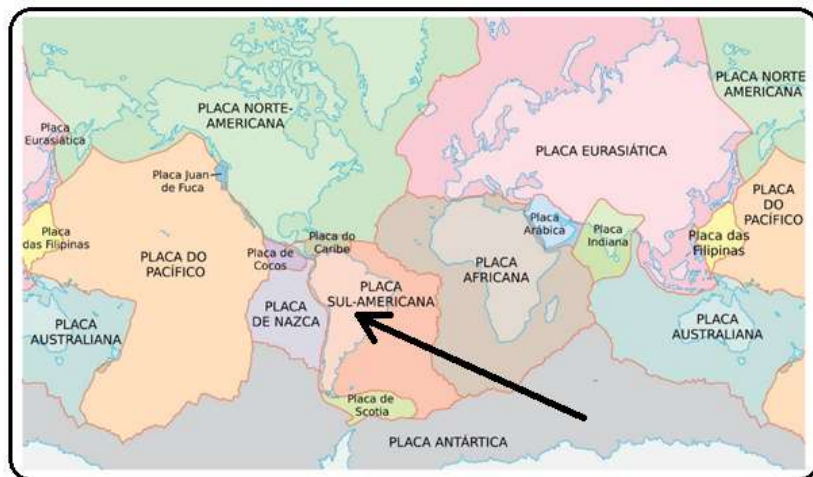 PLACA NORTE-
AMERICANA
PLACA NORTE
AMERICANA
Placa
Eurasiática
PLACA EURASIÁTICA
Placa Juan
de Fuca
PLACA
DO
PACÍFICO
Placa
das Filipinas
PLACA DO
PACÍFICO
Placa do
Caribe
Placa
de Cocos
Placa
Arábica
Placa
Indiana
Placa das
Filipinas
PLACA
AFRICANA
PLACA
SUL-AMERICANA
PLACA
DE NAZCA
PLACA
AUSTRALIANA
PLACA
AUSTRALIANA
Placa de
Scotia
PLACA ANTÁRTICA